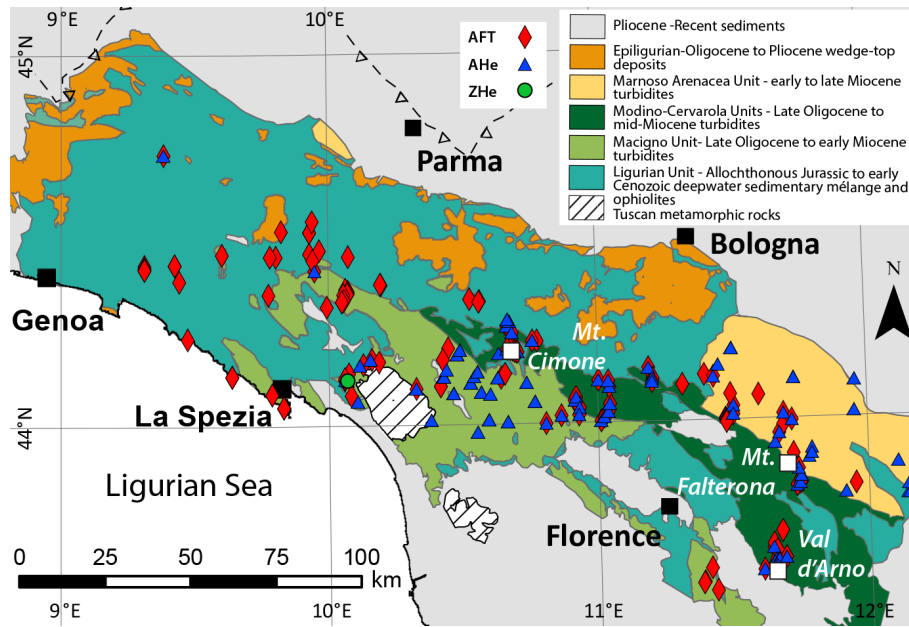 9°E
10°E
45°N
AFT
AHe
ZHe
Pliocene -Recent sediments
Epiligurian-Oligocene to Pliocene wedge-top
deposits
Marnoso Arenacea Unit - early to late Miocene
turbidites
Modino-Cervarola Units - Late Oligocene to
mid-Miocene turbidites
Macigno Unit- Late Oligocene to early Miocene
turbidites
Ligurian Unit - Allochthonous Jurassic to early
Cenozoic deepwater sedimentary mélange and
ophiolites
Tuscan metamorphic rocks
Parma
Bologna
N
Genoa
Mt.
Cimone
La Spezia
44°N
Ligurian Sea
Mt.
Falterona
Florence
Val
d'Arno
0 25 50 75 100
km
9°E
10°E
11°E
12°E